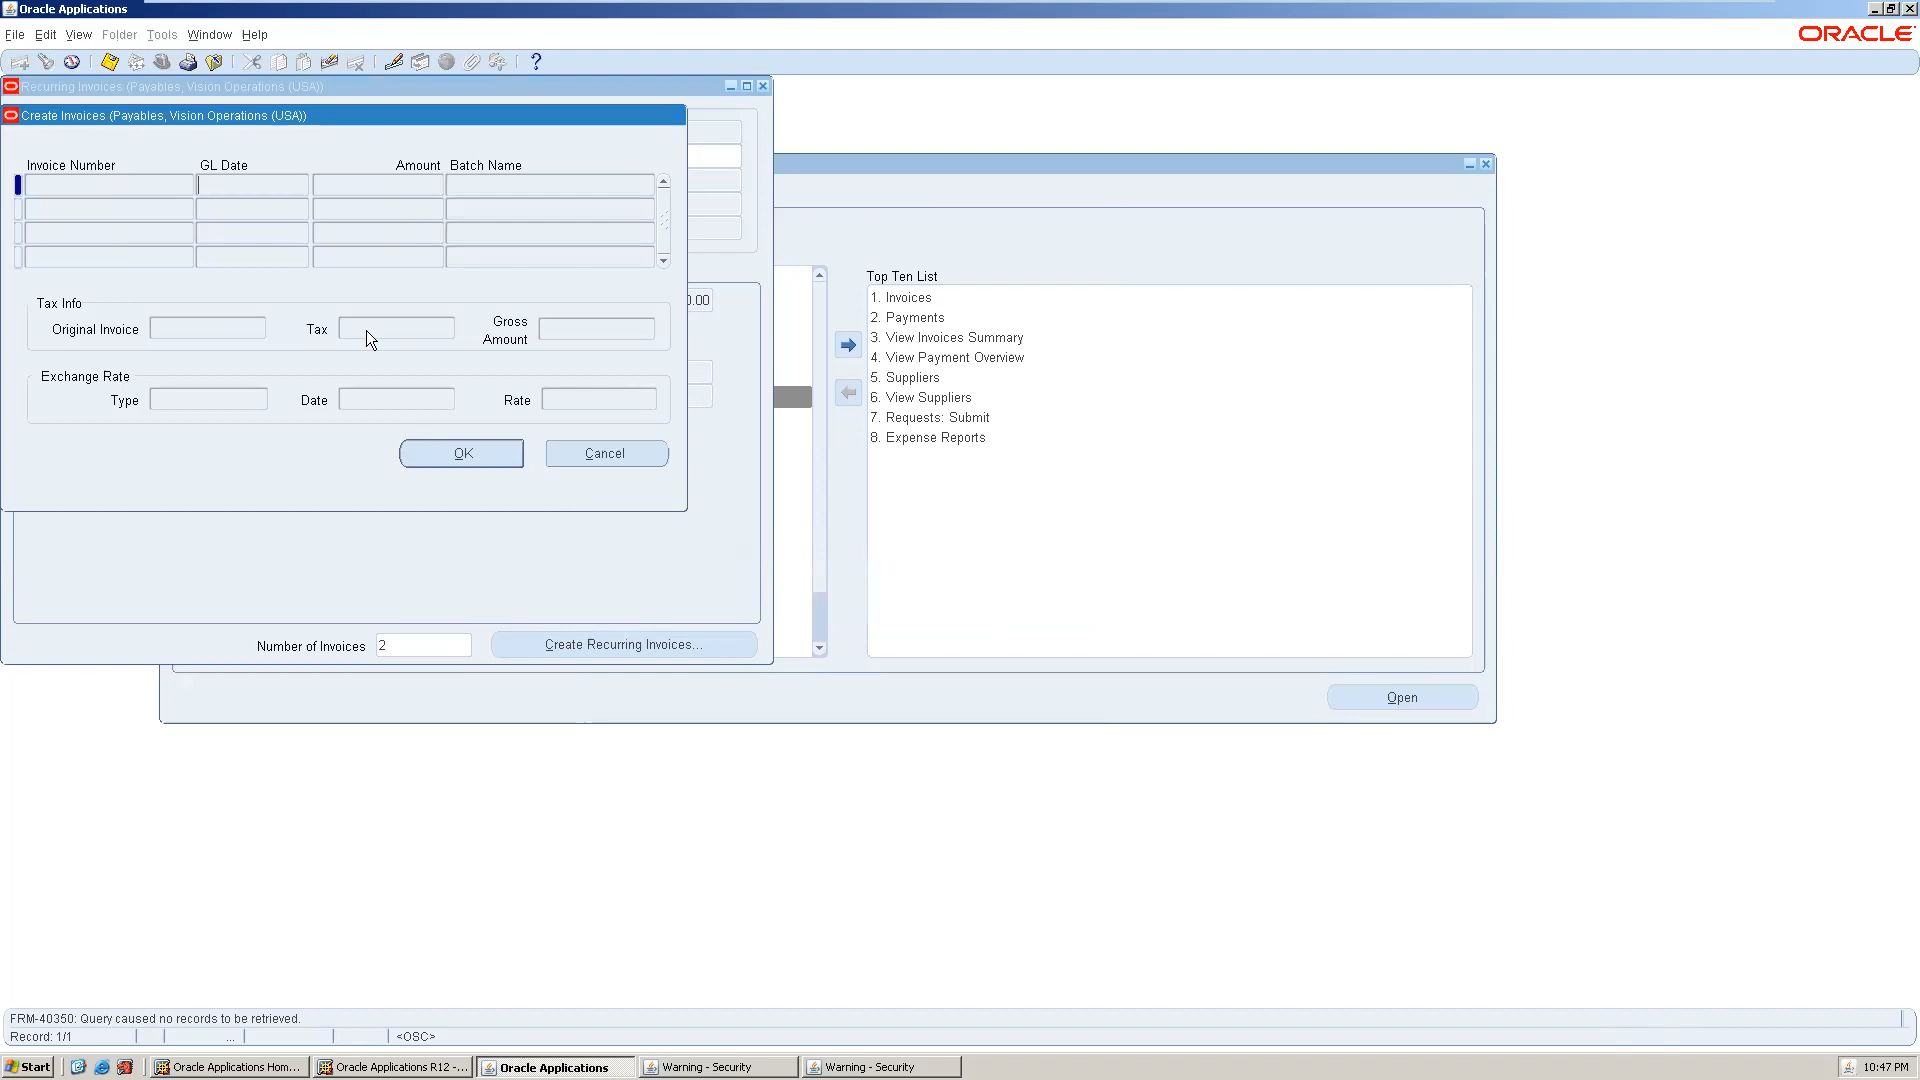 Oracle Applications
File Edit View Folder Tools Window Help
ORACLE
Recurring Invoices (Payables, Vision Operations (USA))
Create Invoices (Payables, Vision Operations (USA))
Invoice Number GL Date Amount Batch Name
Tax Info
Original Invoice Tax Gross Amount
0.00
Exchange Rate
Type Date Rate
OK Cancel
Number of Invoices 2 Create Recurring Invoices...
Top Ten List
1. Invoices
2. Payments
3. View Invoices Summary
4. View Payment Overview
5. Suppliers
6. View Suppliers
7. Requests: Submit
8. Expense Reports
Open
FRM-40350: Query caused no records to be retrieved.
Record: 1/1 ... <OSC>
Start Oracle Applications Hom... Oracle Applications R12 -... Oracle Applications Warning - Security Warning - Security 10:47 PM